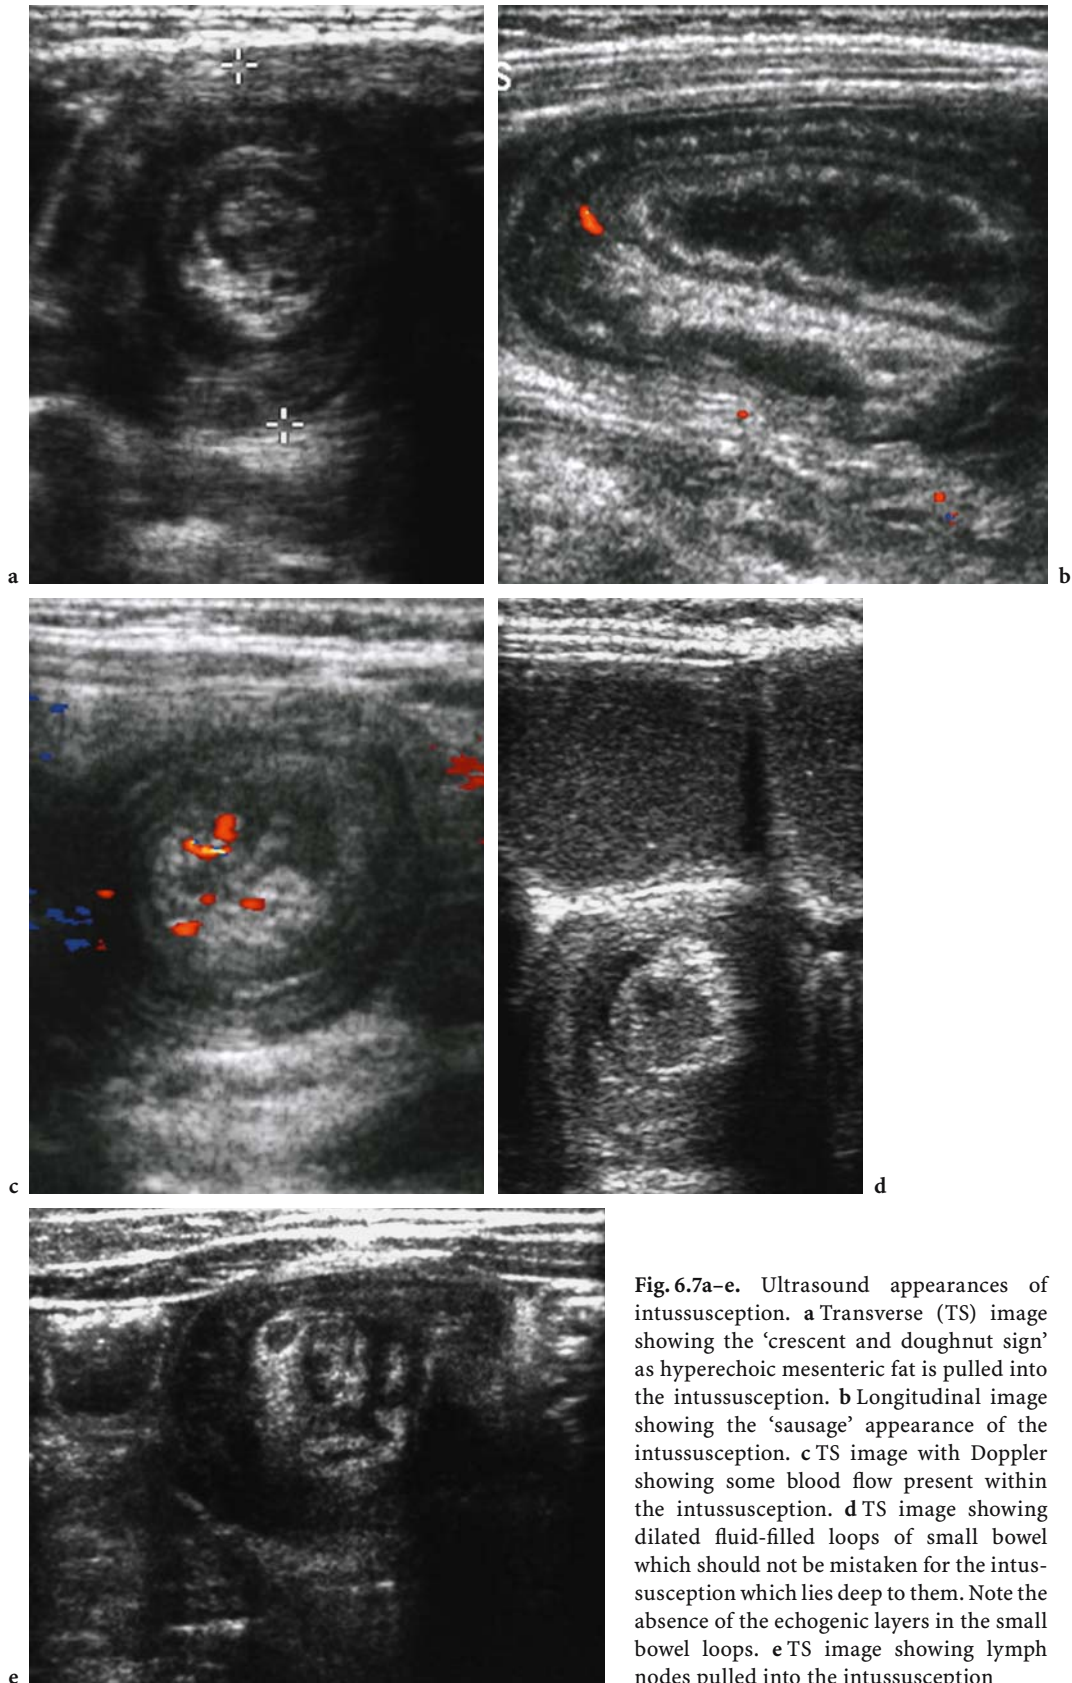 S
a
b
c
d
e
Fig. 6.7a–e. Ultrasound appearances of
intussusception. a Transverse (TS) image
showing the ‘crescent and doughnut sign’
as hyperechoic mesenteric fat is pulled into
the intussusception. b Longitudinal image
showing the ‘sausage’ appearance of the
intussusception. c TS image with Doppler
showing some blood flow present within
the intussusception. d TS image showing
dilated fluid-filled loops of small bowel
which should not be mistaken for the intus-
susception which lies deep to them. Note the
absence of the echogenic layers in the small
bowel loops. e TS image showing lymph
nodes pulled into the intussusception